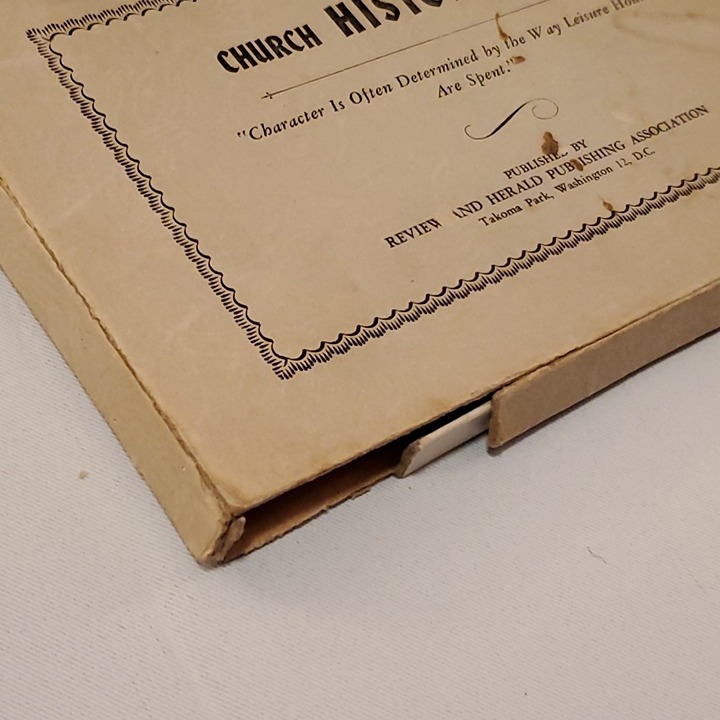 CHURCH
"Character Is Often Determined by the Way Leisure
Are Spent."
PUBLISHED BY
REVIEW AND HERALD PUBLISHING ASSOCIATION
Takoma Park, Washington 12, D.C.